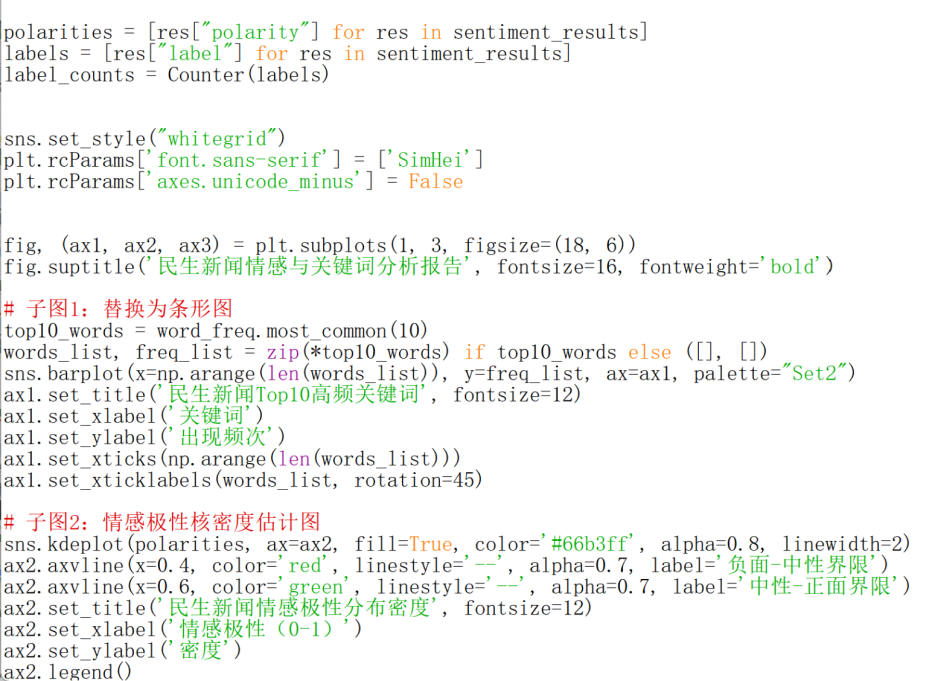 polarities = [res["polarity"] for res in sentiment_results]
labels = [res["label"] for res in sentiment_results]
label_counts = Counter(labels)
sns.set_style("whitegrid")
plt.rcParams['font.sans-serif'] = ['SimHei']
plt.rcParams['axes.unicode_minus'] = False
fig, (ax1, ax2, ax3) = plt.subplots(1, 3, figsize=(18, 6))
fig.suptitle('民生新闻情感与关键词分析报告', fontsize=16, fontweight='bold')
# 子图1：替换为条形图
top10_words = word_freq.most_common(10)
words_list, freq_list = zip(*top10_words) if top10_words else ([], [])
sns.barplot(x=np.arange(len(words_list)), y=freq_list, ax=ax1, palette="Set2")
ax1.set_title('民生新闻Top10高频关键词', fontsize=12)
ax1.set_xlabel('关键词')
ax1.set_ylabel('出现频次')
ax1.set_xticks(np.arange(len(words_list)))
ax1.set_xticklabels(words_list, rotation=45)
# 子图2：情感极性核密度估计图
sns.kdeplot(polarities, ax=ax2, fill=True, color='#66b3ff', alpha=0.8, linewidth=2)
ax2.axvline(x=0.4, color='red', linestyle='--', alpha=0.7, label='负面-中性界限')
ax2.axvline(x=0.6, color='green', linestyle='--', alpha=0.7, label='中性-正面界限')
ax2.set_title('民生新闻情感极性分布密度', fontsize=12)
ax2.set_xlabel('情感极性（0-1）')
ax2.set_ylabel('密度')
ax2.legend()